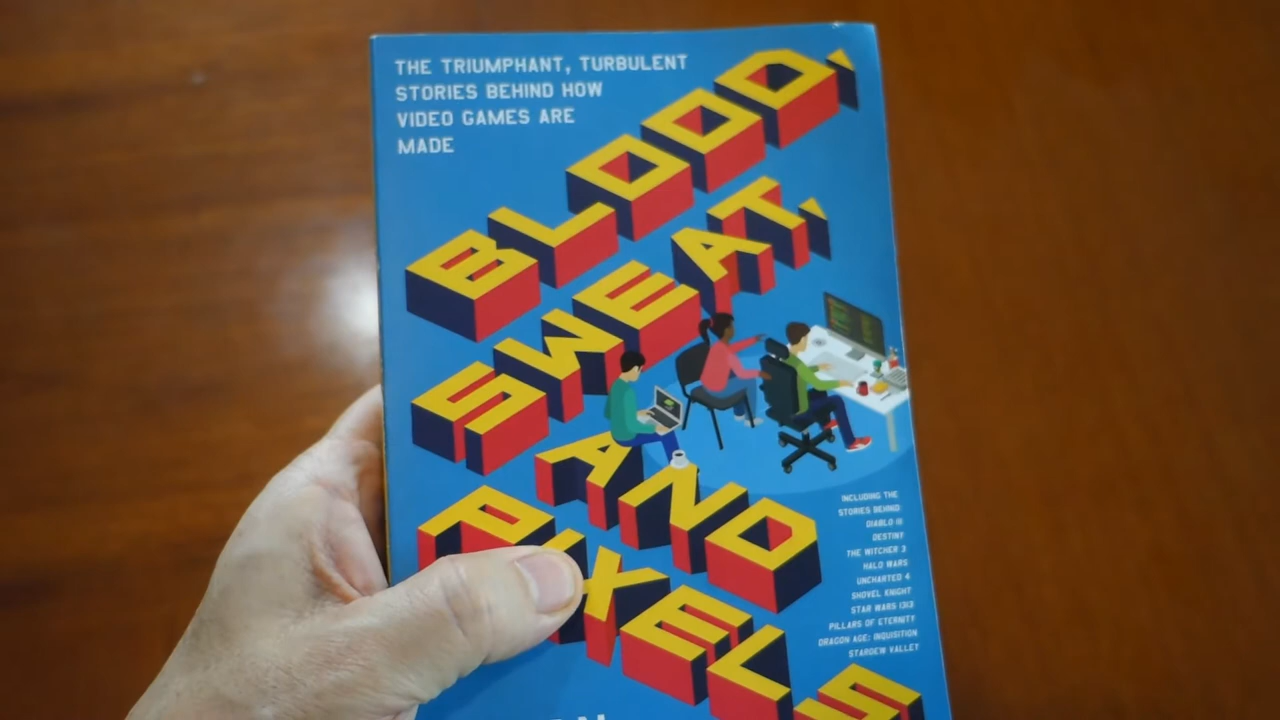 THE TRIUMPHANT, TURBULENT
STORIES BEHIND HOW
VIDEO GAMES ARE
MADE
BLOOD,
SWEAT,
AND
PIXELS
INCLUDING THE
STORIES BEHIND
DIABLO III
DESTINY
THE WITCHER 3
HALO WARS
UNCHARTED 4
SHOVEL KNIGHT
STAR WARS 1313
PILLARS OF ETERNITY
DRAGON AGE: INQUISITION
STARDEW VALLEY